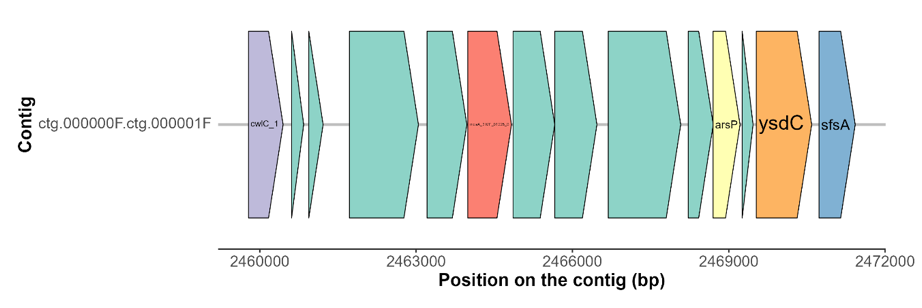 Contig
ctg.000000F.ctg.000001F
cwlC_1
arsP
ysdC
sfsA
2460000
2463000
2466000
2469000
2472000
Position on the contig (bp)